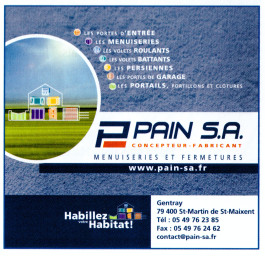 LES PORTES D'ENTRÉE
LES MENUISERIES
LES VOLETS ROULANTS
LES VOLETS BATTANTS
LES PERSIENNES
LES PORTES DE GARAGE
LES PORTAILS, PORTILLONS ET CLÔTURES
PAIN S.A.
CONCEPTEUR-FABRICANT
MENUISERIES ET FERMETURES
www.pain-sa.fr
Habillez
votre
Habitat!
Gentray
79 400 St-Martin de St-Maixent
Tél : 05 49 76 23 85
Fax : 05 49 76 24 62
contact@pain-sa.fr